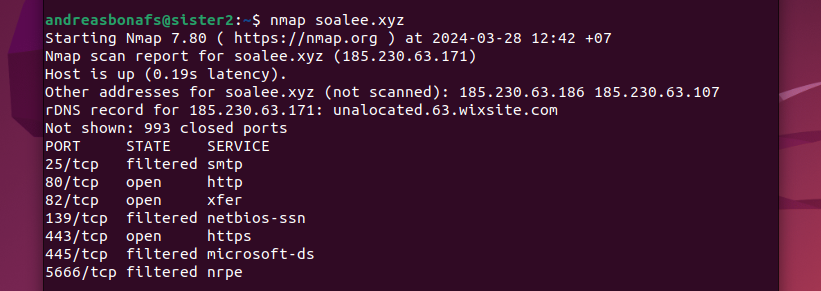 andreasbonafs@sister2:~$ nmap soalee.xyz
Starting Nmap 7.80 ( https://nmap.org ) at 2024-03-28 12:42 +07
Nmap scan report for soalee.xyz (185.230.63.171)
Host is up (0.19s latency).
Other addresses for soalee.xyz (not scanned): 185.230.63.186 185.230.63.107
rDNS record for 185.230.63.171: unalocated.63.wixsite.com
Not shown: 993 closed ports
PORT     STATE    SERVICE
25/tcp   filtered smtp
80/tcp   open     http
82/tcp   open     xfer
139/tcp  filtered netbios-ssn
443/tcp  open     https
445/tcp  filtered microsoft-ds
5666/tcp filtered nrpe